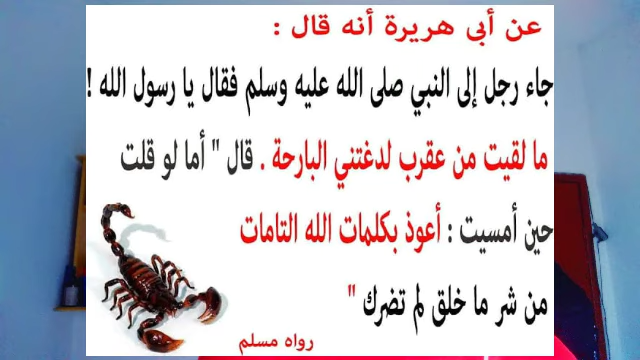 عن أبى هريرة أنه قال :
جاء رجل إلى النبي صلى الله عليه وسلم فقال يا رسول الله !
ما لقيت من عقرب لدغتني البارحة . قال " أما لو قلت
حين أمسيت : أعوذ بكلمات الله التامات
من شر ما خلق لم تضرك "
رواه مسلم